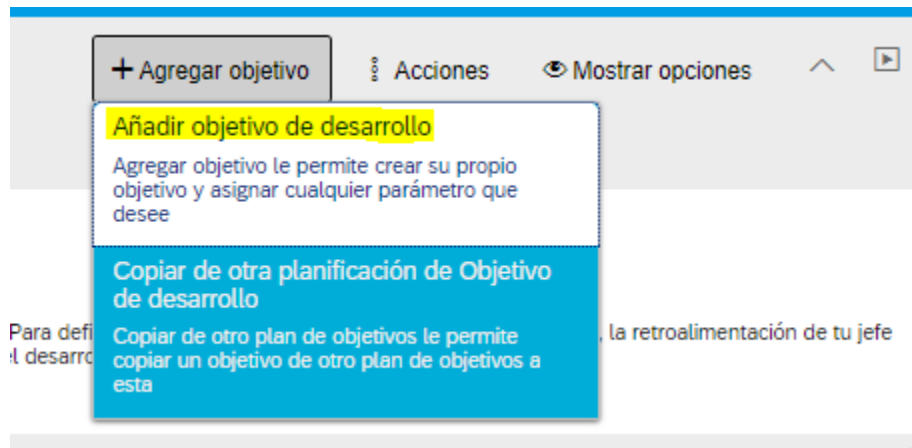 + Agregar objetivo Acciones Mostrar opciones
Añadir objetivo de desarrollo
Agregar objetivo le permite crear su propio
objetivo y asignar cualquier parámetro que
desee
Copiar de otra planificación de Objetivo
de desarrollo
Copiar de otro plan de objetivos le permite
copiar un objetivo de otro plan de objetivos a
esta
Para defi , la retroalimentación de tu jefe
el desarro